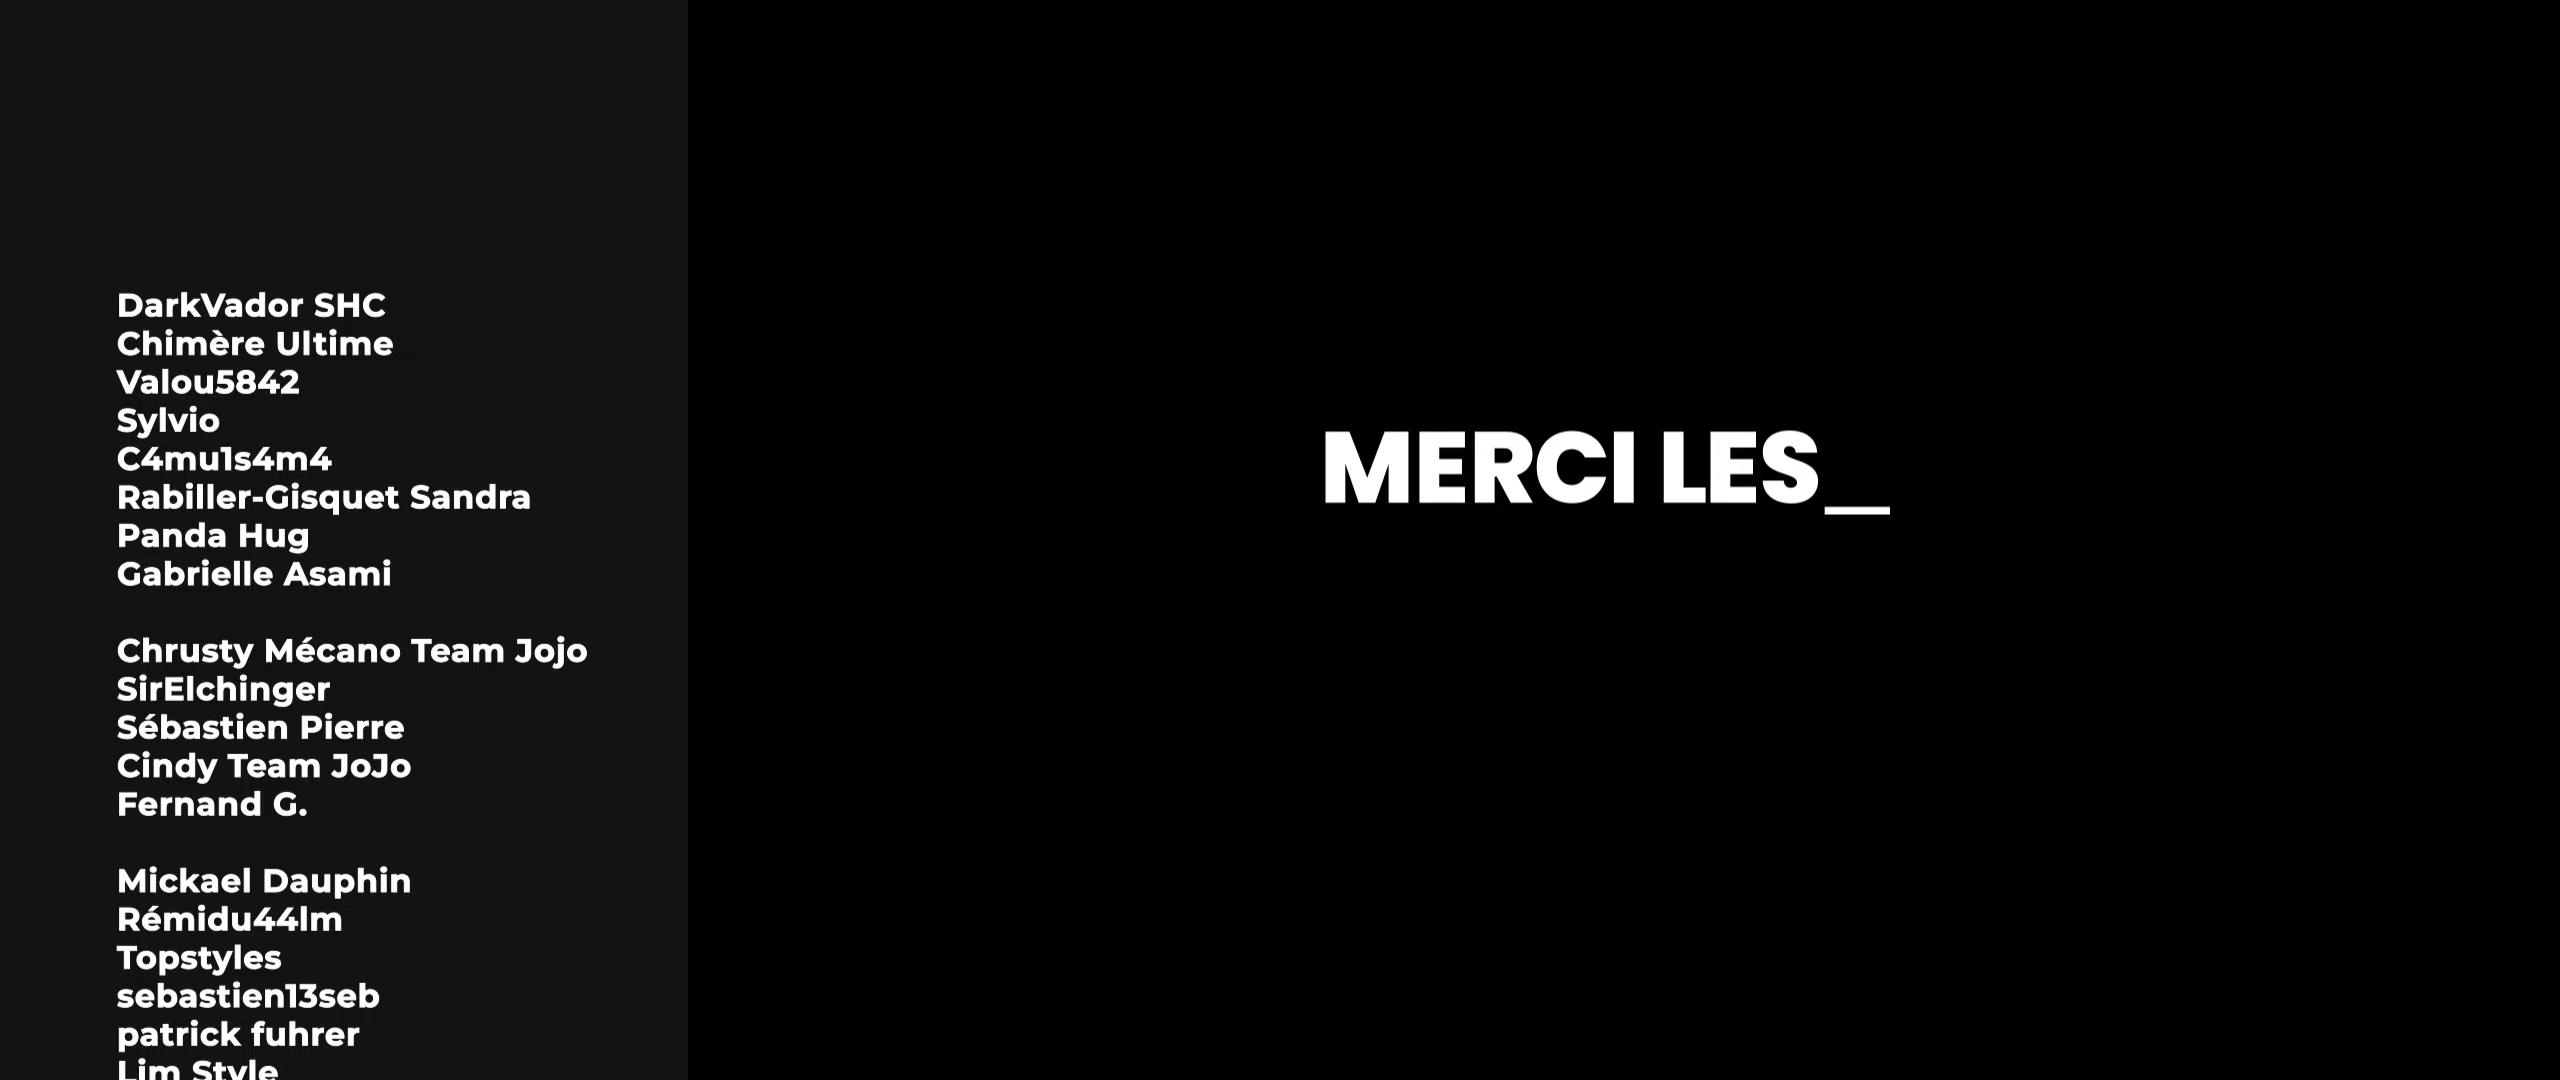 DarkVador SHC
Chimère Ultime
Valou5842
Sylvio
C4mu1s4m4
Rabiller-Gisquet Sandra
Panda Hug
Gabrielle Asami
Chrusty Mécano Team Jojo
SirElchinger
Sébastien Pierre
Cindy Team JoJo
Fernand G.
Mickael Dauphin
Rémidu44lm
Topstyles
sebastien13seb
patrick fuhrer
Lim Style
MERCI LES_